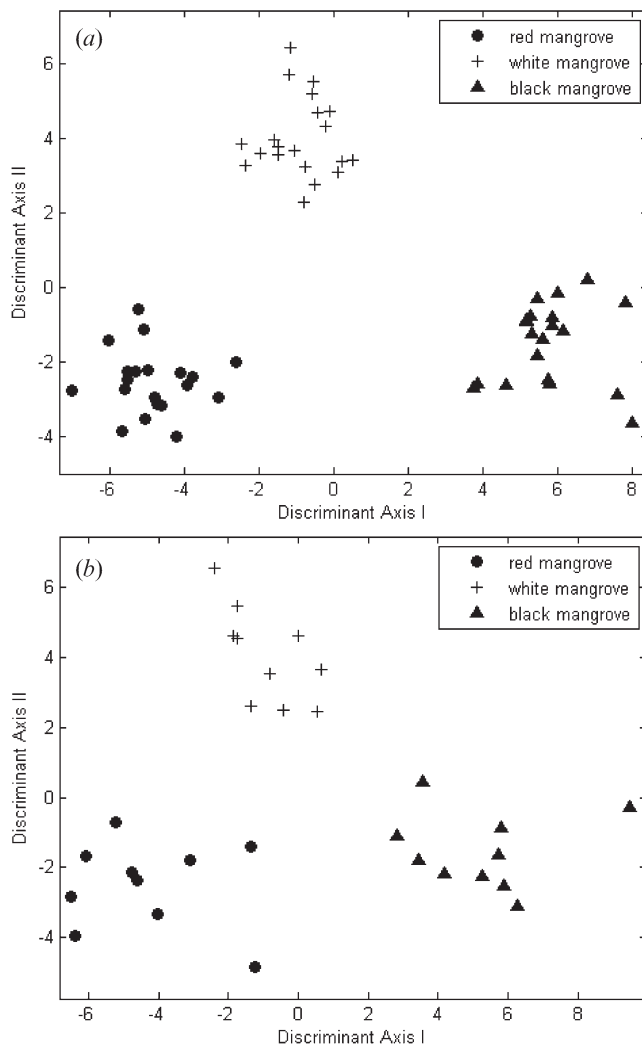 (a)
red mangrove
white mangrove
black mangrove
6
4
2
0
-2
-4
Discriminant Axis II
-6 -4 -2 0 2 4 6 8
Discriminant Axis I
(b)
red mangrove
white mangrove
black mangrove
6
4
2
0
-2
-4
Discriminant Axis II
-6 -4 -2 0 2 4 6 8
Discriminant Axis I